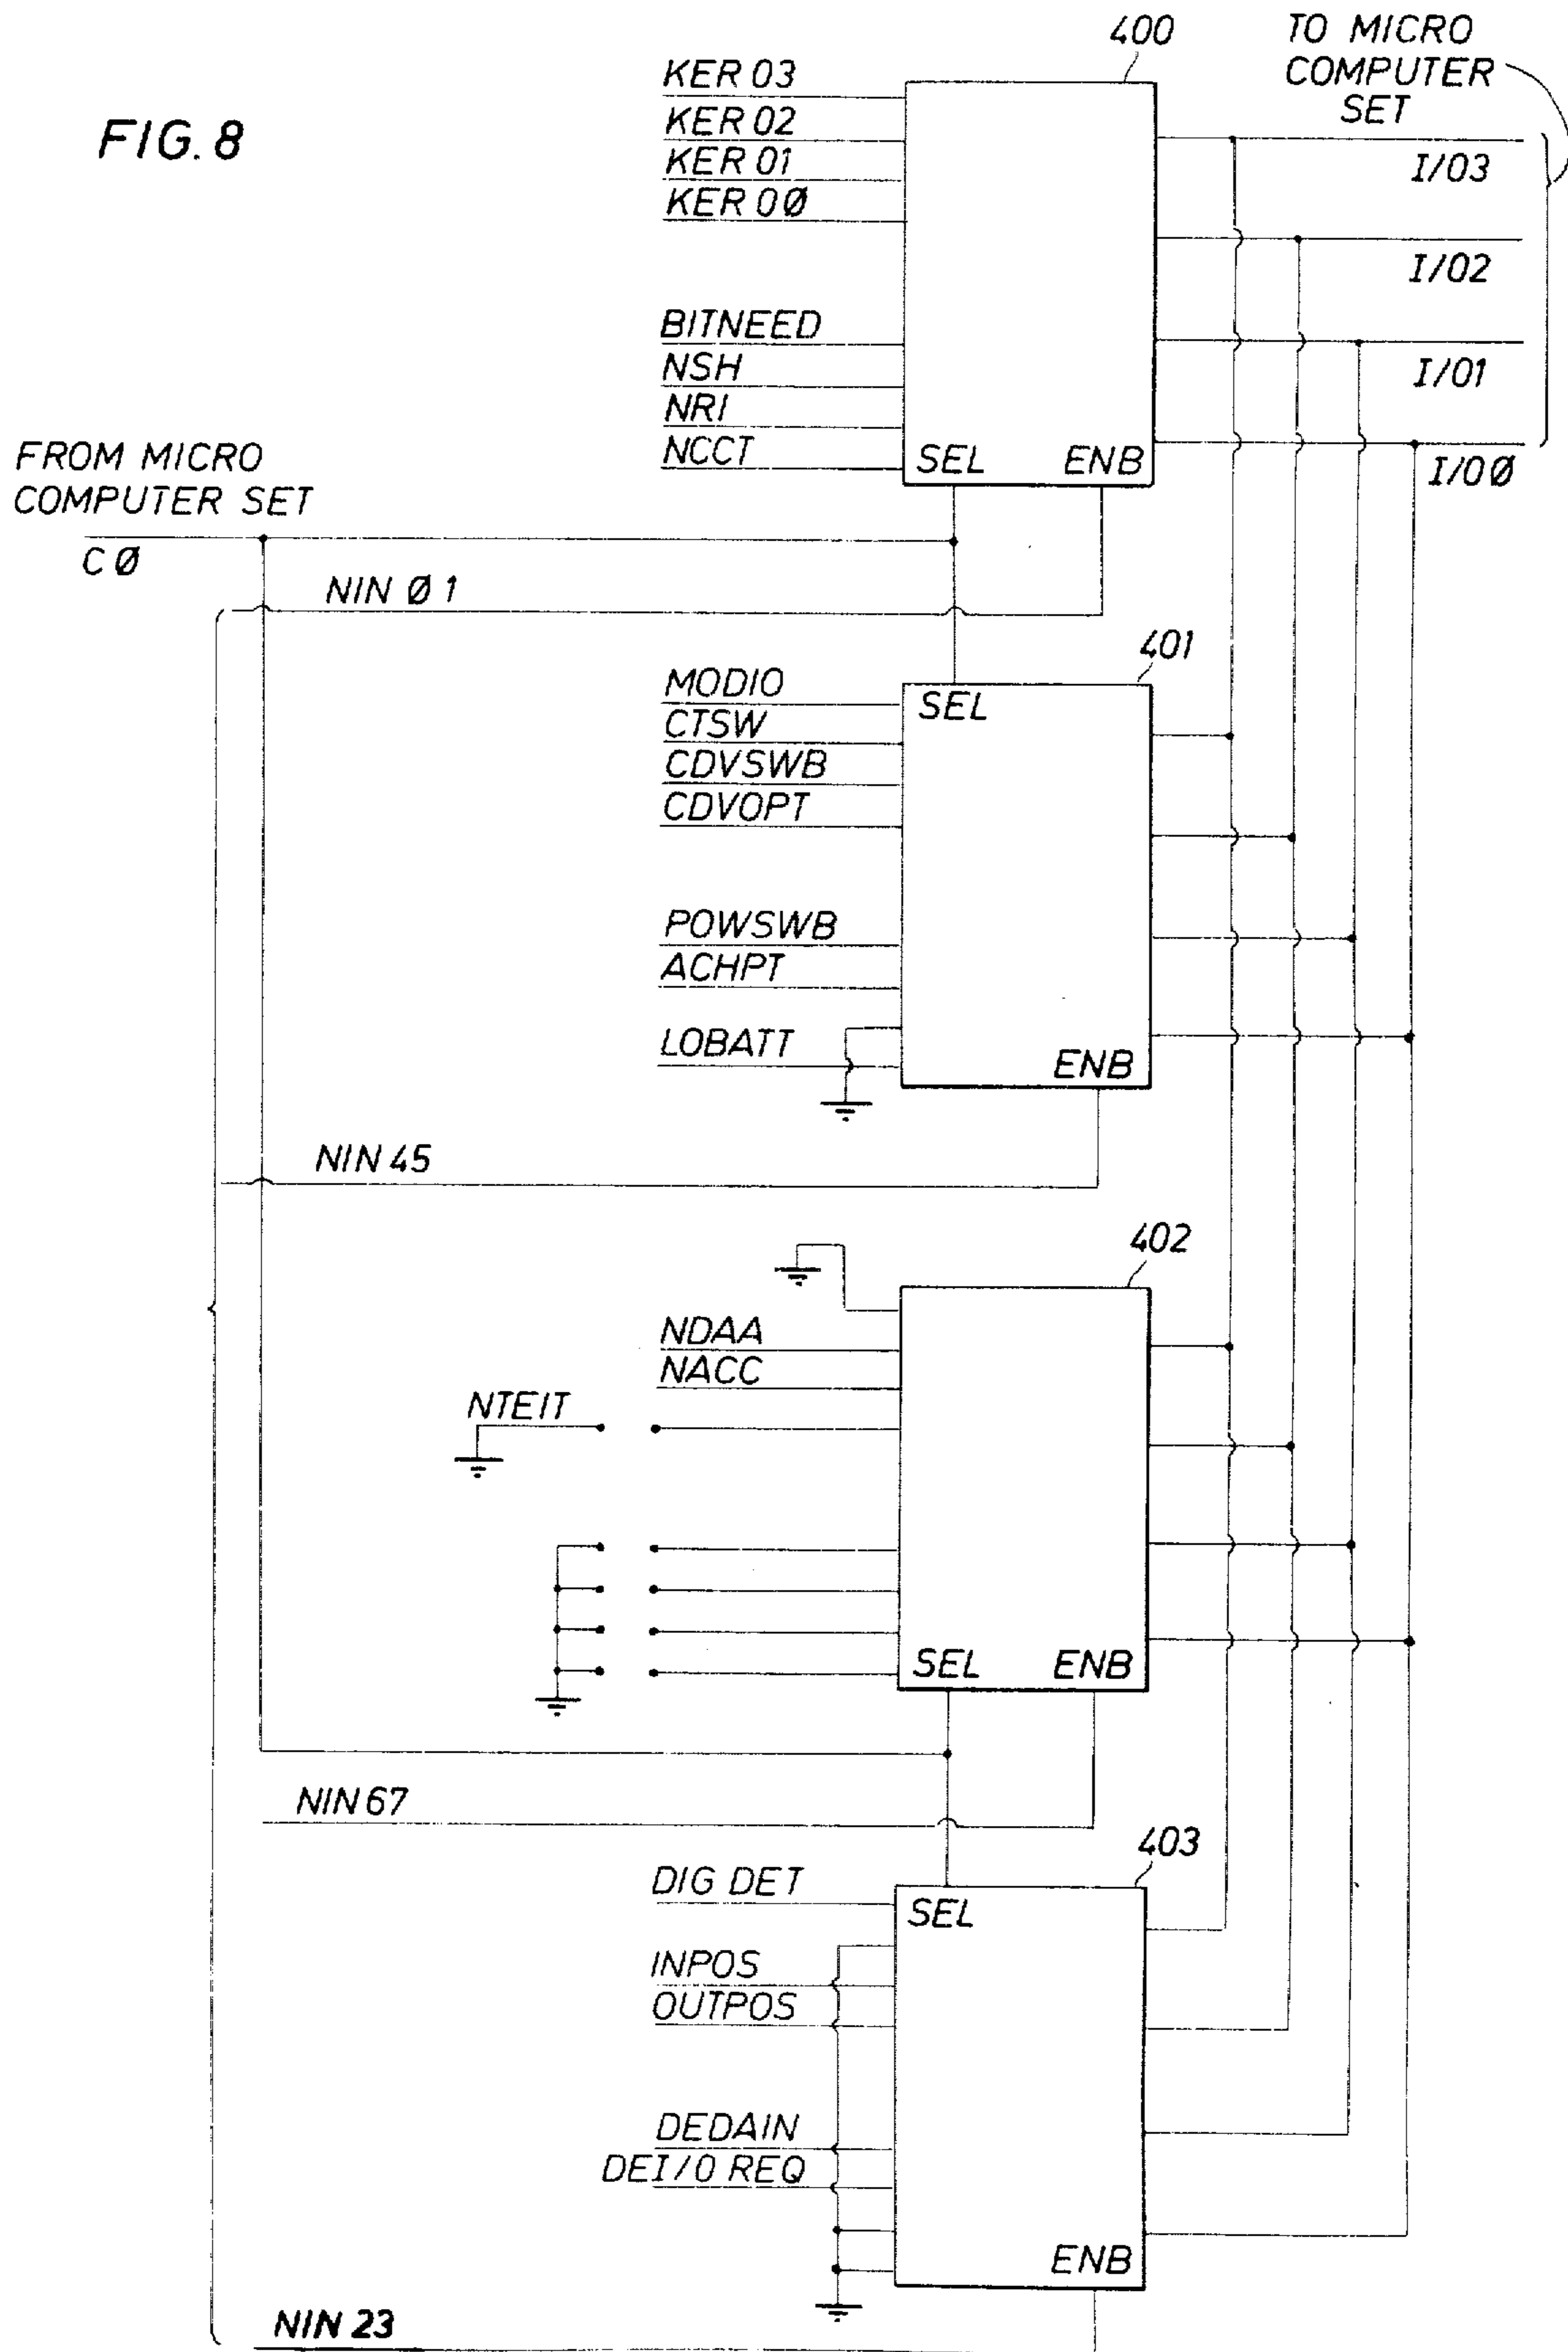 FIG. 8
400
TO MICRO
COMPUTER
SET
KER 03
KER 02
KER 01
KER 0Ø
I/03
I/02
I/01
I/0Ø
BITNEED
NSH
NRI
NCCT
SEL ENB
FROM MICRO
COMPUTER SET
CØ
NIN Ø 1
401
MODIO
CTSW
CDVSWB
CDVOPT
SEL
POWSWB
ACHPT
LOBATT
ENB
NIN 45
402
NDAA
NACC
NTEIT
SEL ENB
NIN 67
403
DIG DET
SEL
INPOS
OUTPOS
DEDAIN
DEI/O REQ
ENB
NIN 23